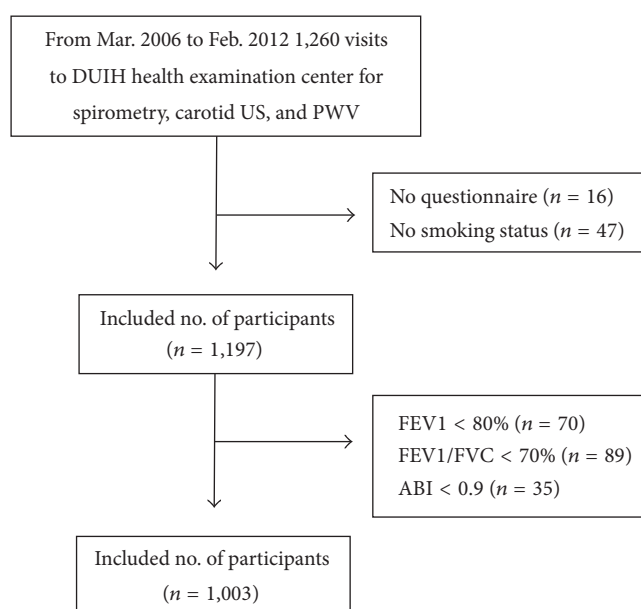 From Mar. 2006 to Feb. 2012 1,260 visits
to DUIH health examination center for
spirometry, carotid US, and PWV
No questionnaire (n = 16)
No smoking status (n = 47)
Included no. of participants
(n = 1,197)
FEV1 < 80% (n = 70)
FEV1/FVC < 70% (n = 89)
ABI < 0.9 (n = 35)
Included no. of participants
(n = 1,003)